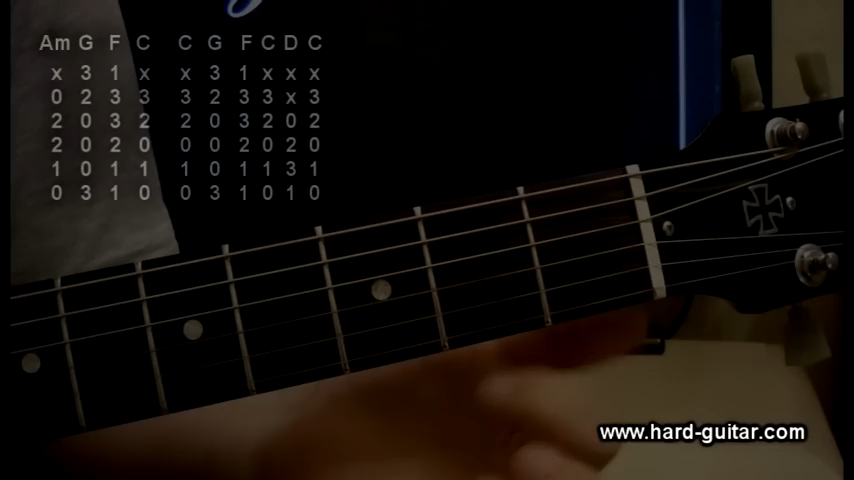 Am G F C C G F C D C
x 3 1 x x 3 1 x x x
0 2 3 3 3 2 3 3 x 3
2 0 3 2 2 0 3 2 0 2
2 0 2 0 0 0 2 0 2 0
1 0 1 1 1 0 1 1 3 1
0 3 1 0 0 3 1 0 1 0
www.hard-guitar.com